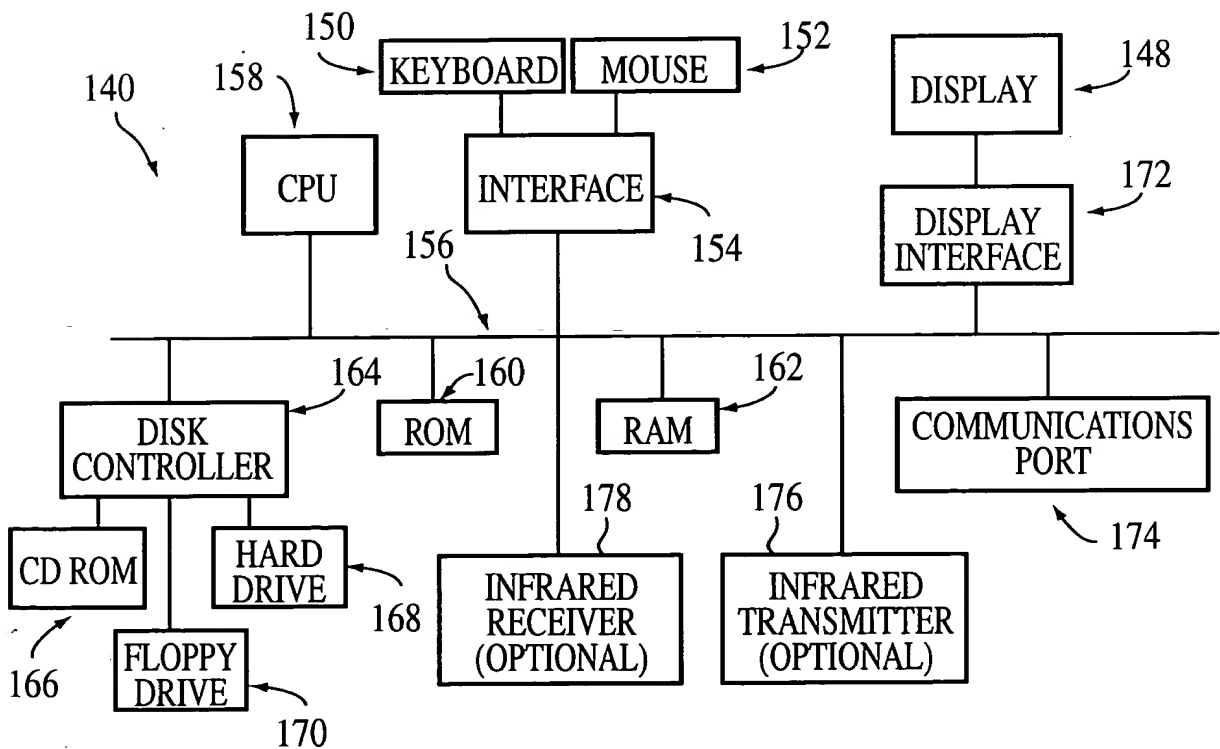 150
KEYBOARD
MOUSE
152
158
140
DISPLAY
148
CPU
INTERFACE
154
172
DISPLAY
INTERFACE
156
164
160
162
DISK
CONTROLLER
ROM
RAM
COMMUNICATIONS
PORT
174
178
176
CD ROM
166
HARD
DRIVE
168
INFRARED
RECEIVER
(OPTIONAL)
INFRARED
TRANSMITTER
(OPTIONAL)
FLOPPY
DRIVE
170